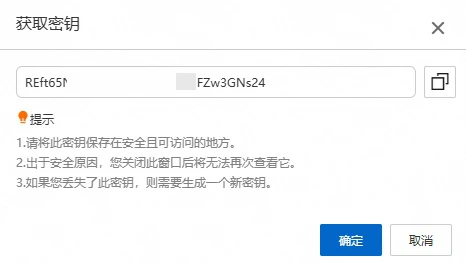 获取密钥
REft65 FZw3GNs24
提示
1.请将此密钥保存在安全且可访问的地方。
2.出于安全原因，您关闭此窗口后将无法再次查看它。
3.如果您丢失了此密钥，则需要生成一个新密钥。
确定 取消